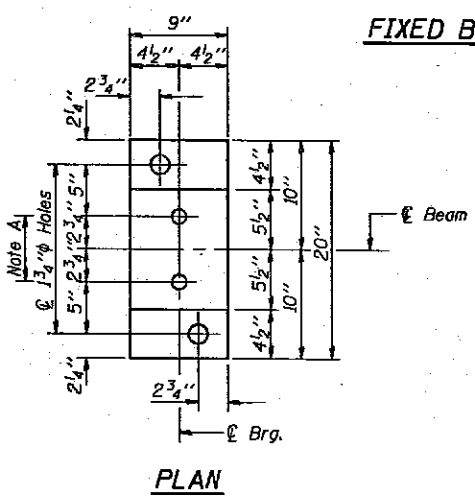 9"
FIXED B
4½" 4½"
2¾"
2¼"
5"
2¾"
2¾"
5"
2¼"
Note A
℄ 1¾"φ Holes
4½"
5½"
5½"
4½"
10"
10"
20"
℄ Beam
2¾"
℄ Brg.
PLAN